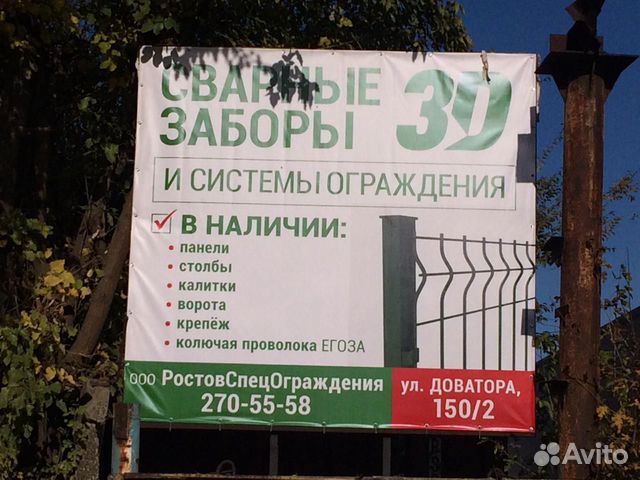 СВАРНЫЕ 3D
ЗАБОРЫ
И СИСТЕМЫ ОГРАЖДЕНИЯ
В НАЛИЧИИ:
• панели
• столбы
• калитки
• ворота
• крепёж
• колючая проволока ЕГОЗА
ООО РостовСпецОграждения
270-55-58
ул. ДОВАТОРА,
150/2
Avito